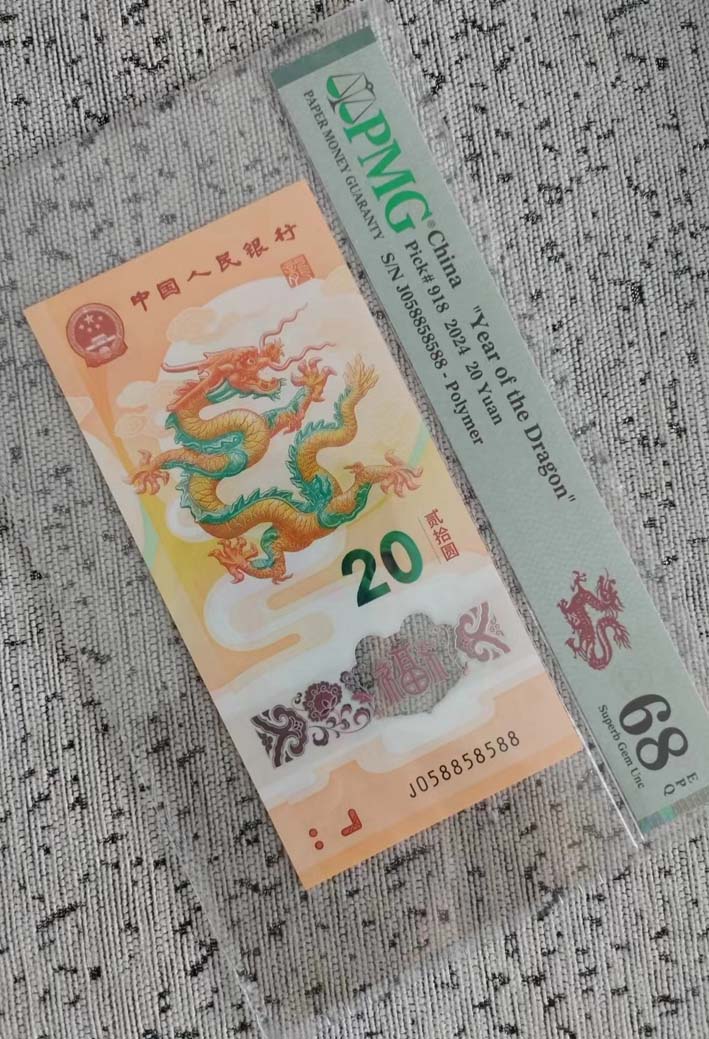 中国人民银行
20
贰拾圆
福
J058858588
PMG®
PAPER MONEY GUARANTY
China "Year of the Dragon"
Pick# 918 2024 20 Yuan
S/N J058858588 - Polymer
68 EPQ
Superb Gem Unc